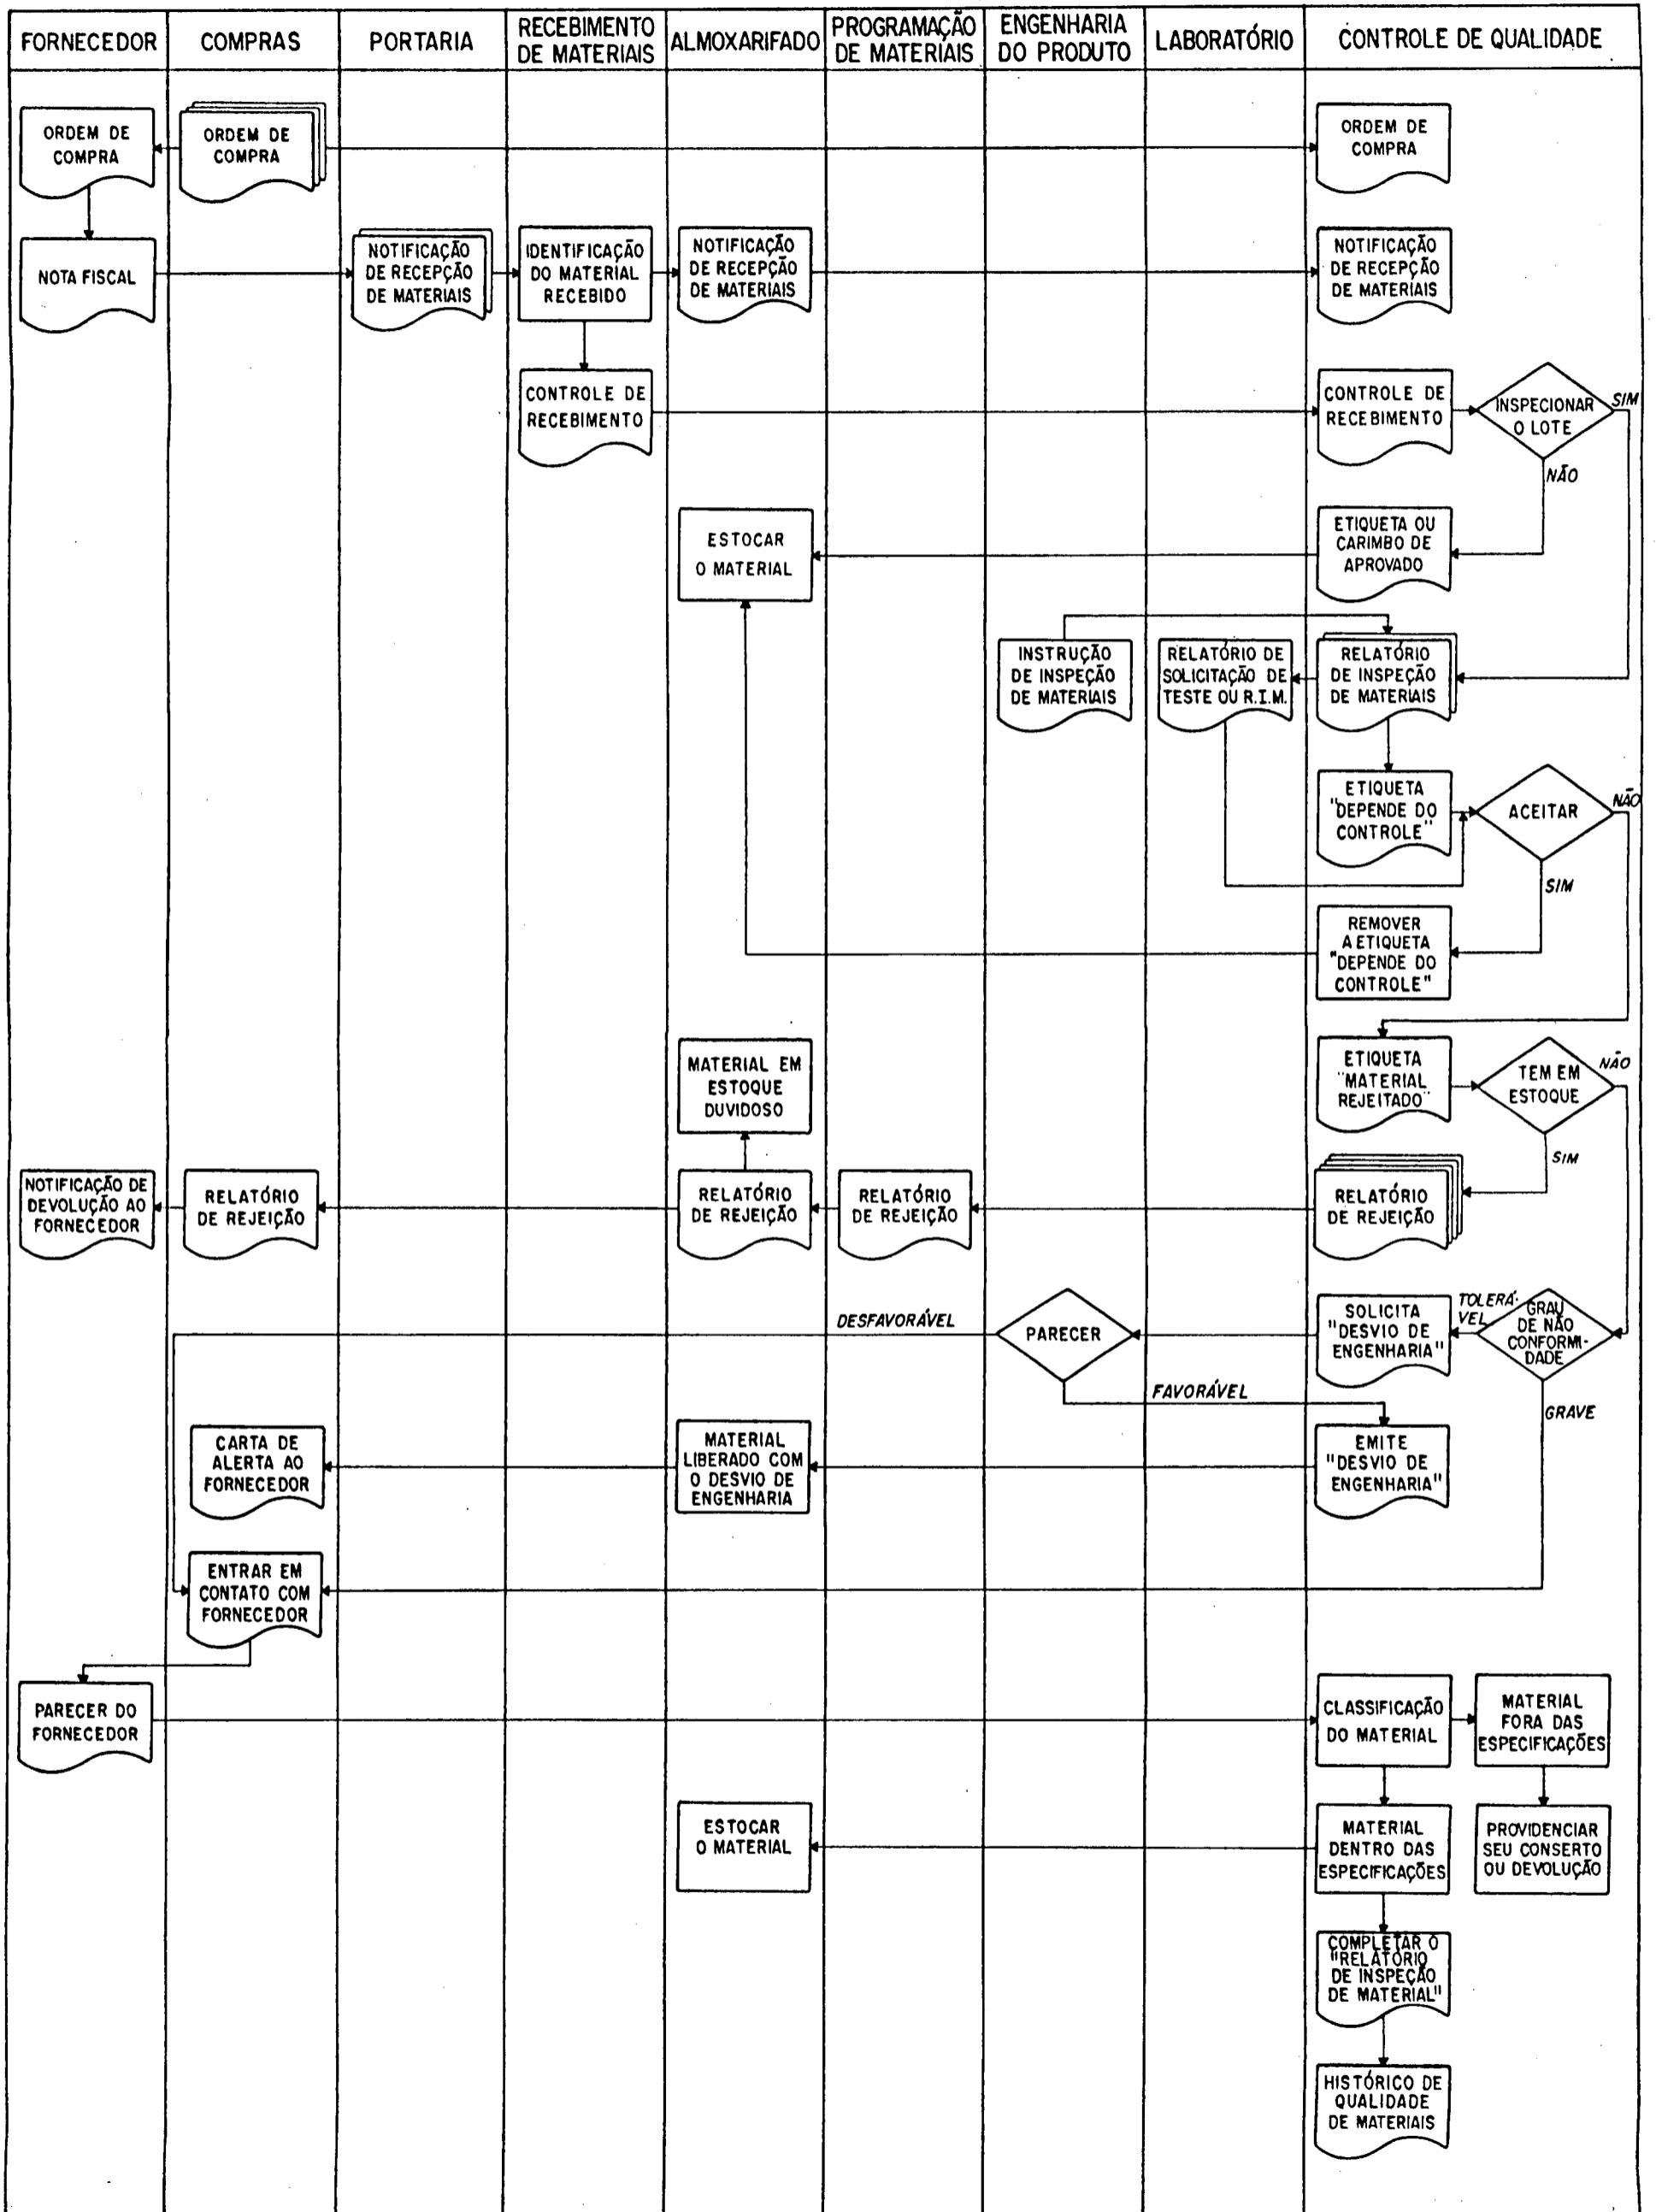 FORNECEDOR
COMPRAS
PORTARIA
RECEBIMENTO
DE MATERIAIS
ALMOXARIFADO
PROGRAMAÇÃO
DE MATERIAIS
ENGENHARIA
DO PRODUTO
LABORATÓRIO
CONTROLE DE QUALIDADE
ORDEM DE
COMPRA
ORDEM DE
COMPRA
ORDEM DE
COMPRA
NOTA FISCAL
NOTIFICAÇÃO
DE RECEPÇÃO
DE MATERIAIS
IDENTIFICAÇÃO
DO MATERIAL
RECEBIDO
NOTIFICAÇÃO
DE RECEPÇÃO
DE MATERIAIS
NOTIFICAÇÃO
DE RECEPÇÃO
DE MATERIAIS
CONTROLE DE
RECEBIMENTO
CONTROLE DE
RECEBIMENTO
INSPECIONAR
O LOTE
SIM
NÃO
ESTOCAR
O MATERIAL
ETIQUETA OU
CARIMBO DE
APROVADO
INSTRUÇÃO
DE INSPEÇÃO
DE MATERIAIS
RELATÓRIO DE
SOLICITAÇÃO DE
TESTE OU R.I.M.
RELATÓRIO
DE INSPEÇÃO
DE MATERIAIS
ETIQUETA
"DEPENDE DO
CONTROLE"
ACEITAR
NÃO
SIM
REMOVER
A ETIQUETA
"DEPENDE DO
CONTROLE"
MATERIAL EM
ESTOQUE
DUVIDOSO
ETIQUETA
"MATERIAL
REJEITADO"
TEM EM
ESTOQUE
NÃO
SIM
NOTIFICAÇÃO DE
DEVOLUÇÃO AO
FORNECEDOR
RELATÓRIO
DE REJEIÇÃO
RELATÓRIO
DE REJEIÇÃO
RELATÓRIO
DE REJEIÇÃO
RELATÓRIO
DE REJEIÇÃO
DESFAVORÁVEL
PARECER
SOLICITA
"DESVIO DE
ENGENHARIA"
TOLERÁ-
VEL
GRAU
DE NÃO
CONFORMI-
DADE
FAVORÁVEL
GRAVE
CARTA DE
ALERTA AO
FORNECEDOR
MATERIAL
LIBERADO COM
O DESVIO DE
ENGENHARIA
EMITE
"DESVIO DE
ENGENHARIA"
ENTRAR EM
CONTATO COM
FORNECEDOR
PARECER DO
FORNECEDOR
CLASSIFICAÇÃO
DO MATERIAL
MATERIAL
FORA DAS
ESPECIFICAÇÕES
ESTOCAR
O MATERIAL
MATERIAL
DENTRO DAS
ESPECIFICAÇÕES
PROVIDENCIAR
SEU CONSERTO
OU DEVOLUÇÃO
COMPLETAR O
"RELATÓRIO
DE INSPEÇÃO
DE MATERIAL"
HISTÓRICO DE
QUALIDADE
DE MATERIAIS